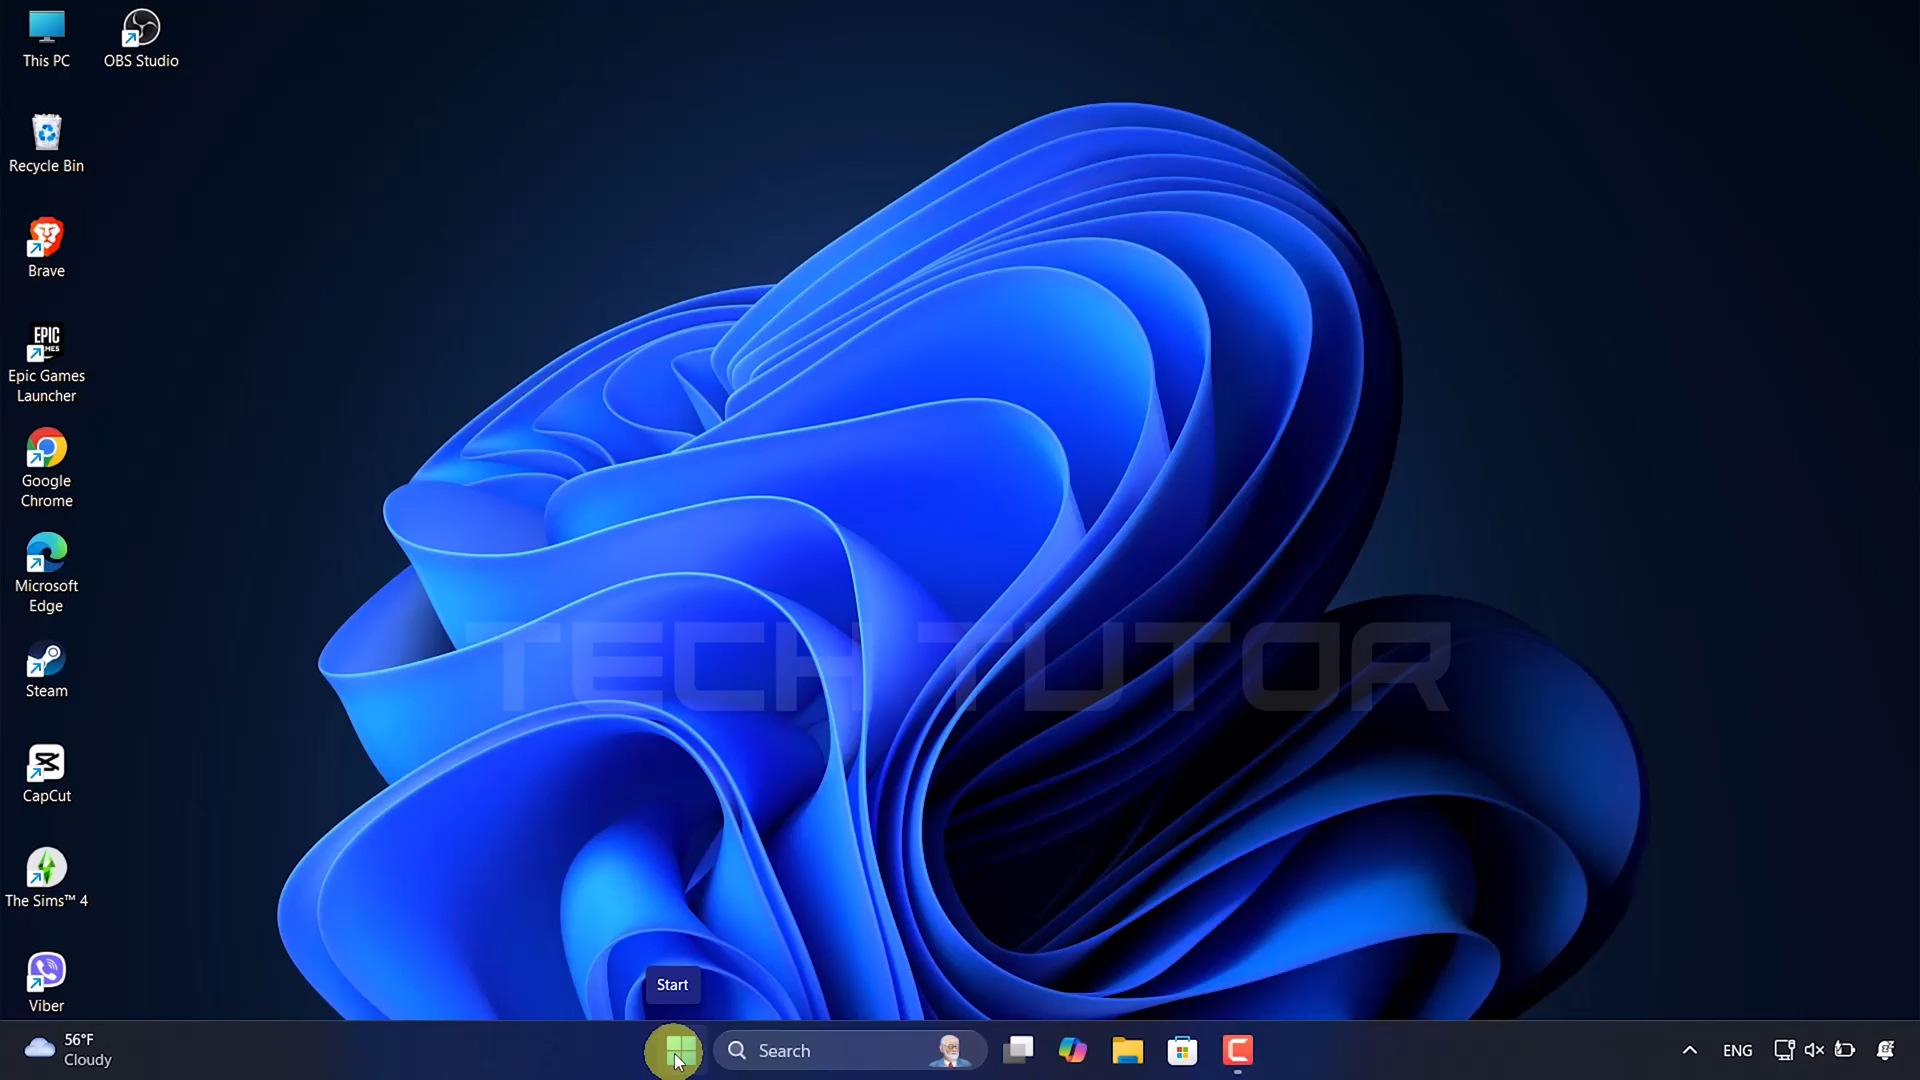 This PC
OBS Studio
Recycle Bin
Brave
EPIC
GAMES
Epic Games
Launcher
Google
Chrome
Microsoft
Edge
Steam
CapCut
The Sims™ 4
Viber
TECH TUTOR
Start
56°F
Cloudy
Search
ENG